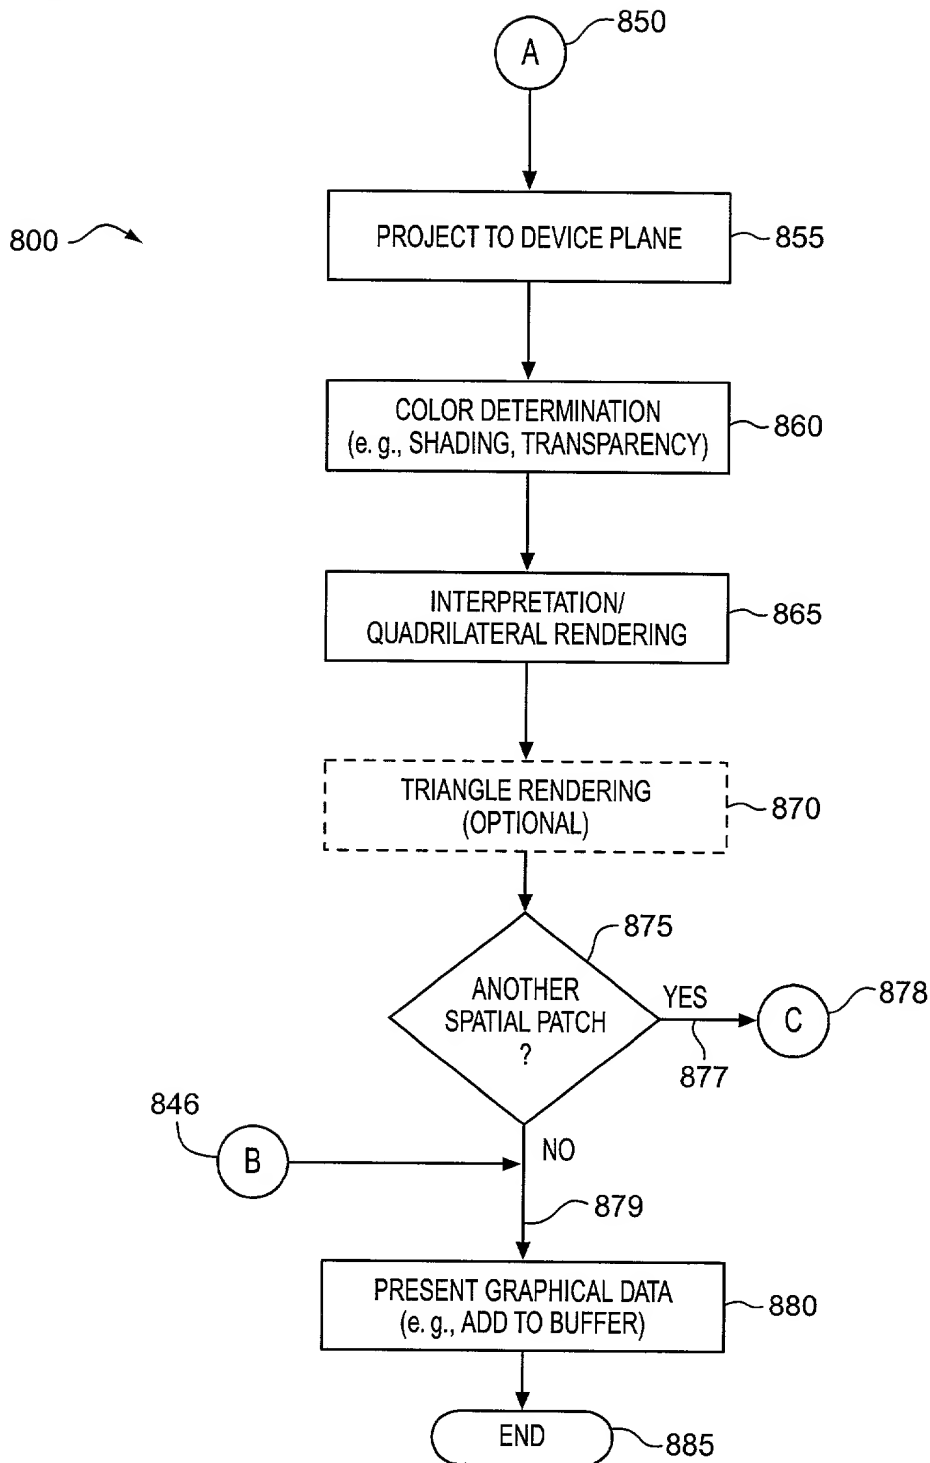 A
850
800
PROJECT TO DEVICE PLANE
855
COLOR DETERMINATION
(e. g., SHADING, TRANSPARENCY)
860
INTERPRETATION/
QUADRILATERAL RENDERING
865
TRIANGLE RENDERING
(OPTIONAL)
870
875
ANOTHER
SPATIAL PATCH
?
YES
877
C
878
846
B
NO
879
PRESENT GRAPHICAL DATA
(e. g., ADD TO BUFFER)
880
END
885